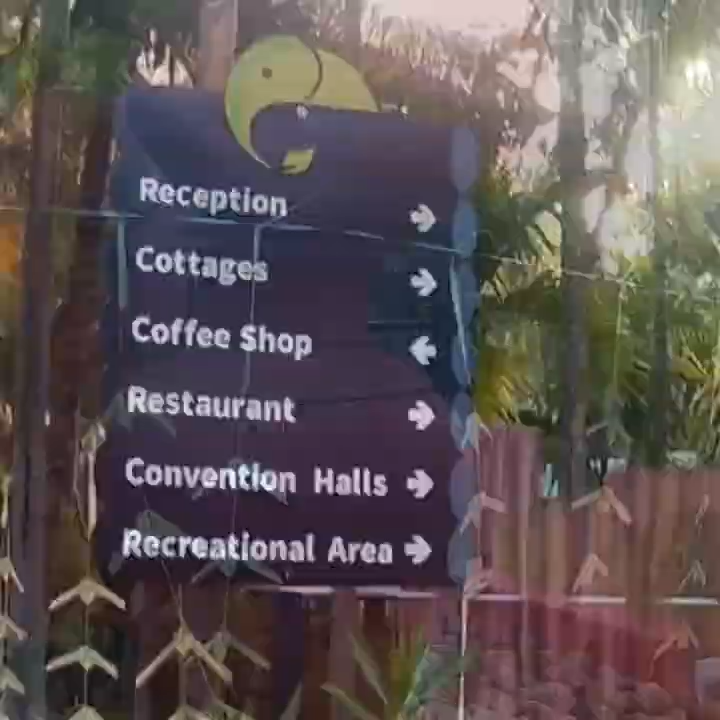 Reception →
Cottages →
Coffee Shop ←
Restaurant →
Convention Halls →
Recreational Area →